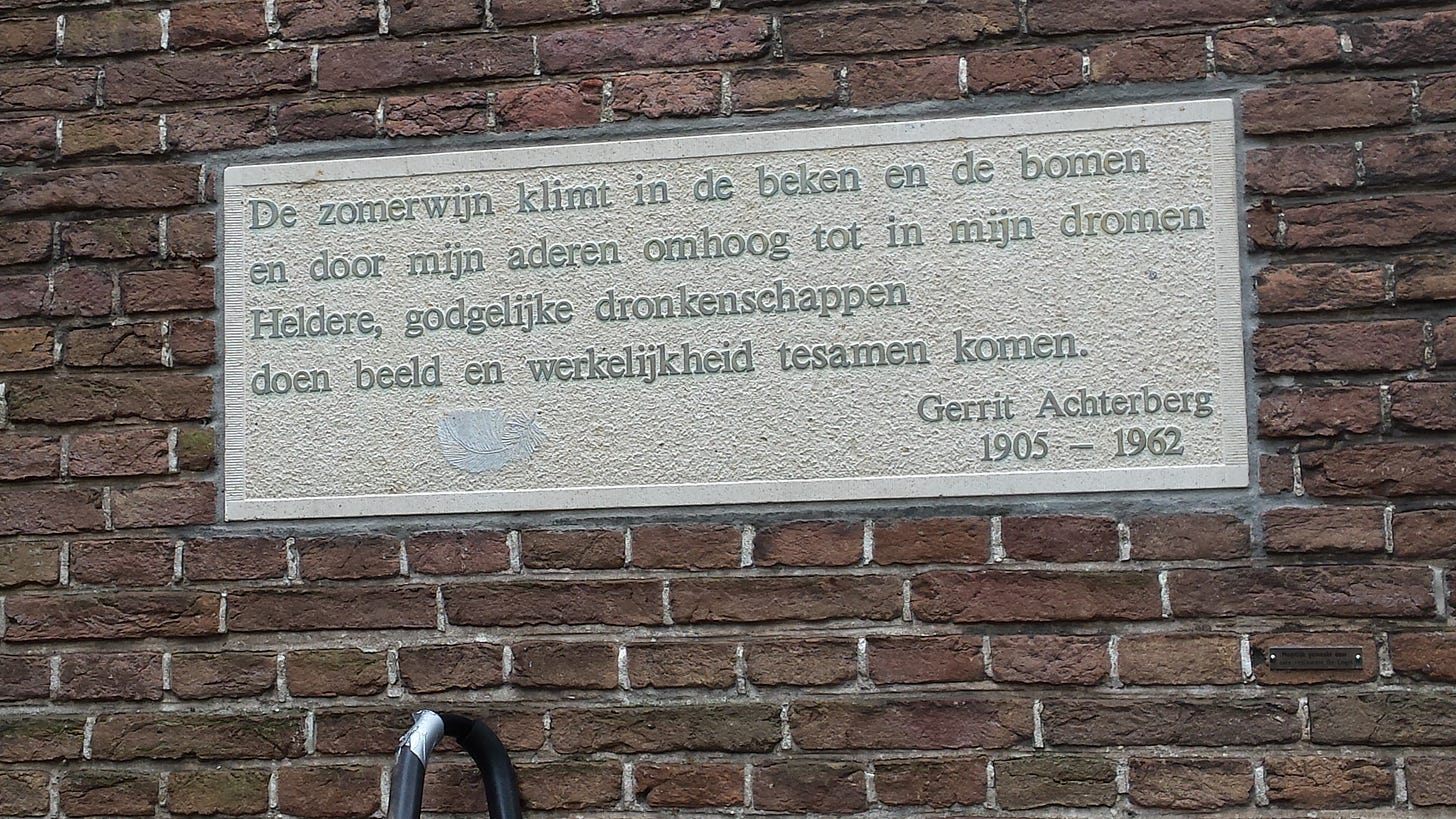 De zomerwijn klimt in de beken en de bomen
en door mijn aderen omhoog tot in mijn dromen
Heldere, godgelijke dronkenschappen
doen beeld en werkelijkheid tesamen komen.
Gerrit Achterberg
1905 – 1962